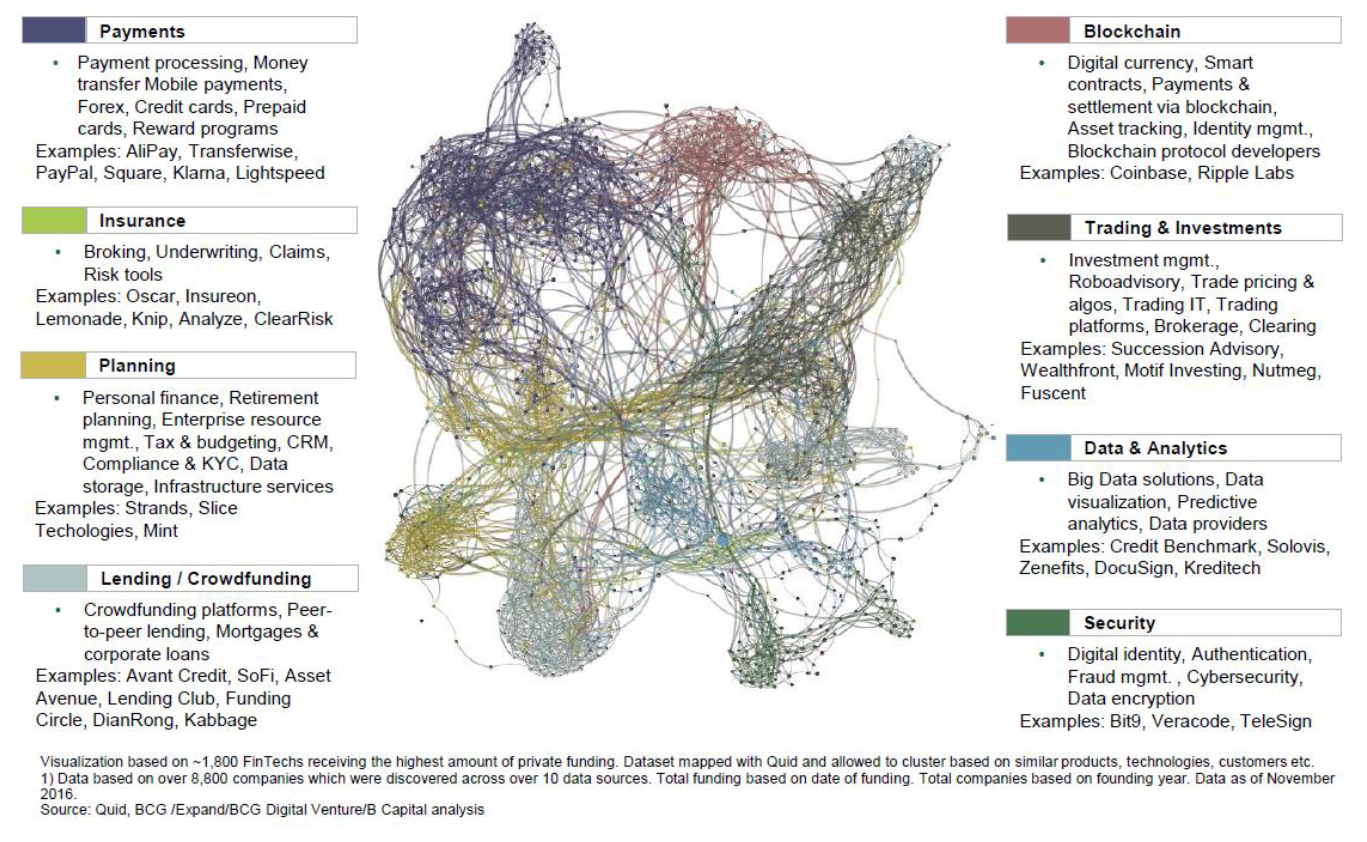 Payments
• Payment processing, Money
transfer Mobile payments,
Forex, Credit cards, Prepaid
cards, Reward programs
Examples: AliPay, Transferwise,
PayPal, Square, Klarna, Lightspeed
Insurance
• Broking, Underwriting, Claims,
Risk tools
Examples: Oscar, Insureon,
Lemonade, Knip, Analyze, ClearRisk
Planning
• Personal finance, Retirement
planning, Enterprise resource
mgmt., Tax & budgeting, CRM,
Compliance & KYC, Data
storage, Infrastructure services
Examples: Strands, Slice
Techologies, Mint
Lending / Crowdfunding
• Crowdfunding platforms, Peer-
to-peer lending, Mortgages &
corporate loans
Examples: Avant Credit, SoFi, Asset
Avenue, Lending Club, Funding
Circle, DianRong, Kabbage
Blockchain
• Digital currency, Smart
contracts, Payments &
settlement via blockchain,
Asset tracking, Identity mgmt.,
Blockchain protocol developers
Examples: Coinbase, Ripple Labs
Trading & Investments
• Investment mgmt.,
Roboadvisory, Trade pricing &
algos, Trading IT, Trading
platforms, Brokerage, Clearing
Examples: Succession Advisory,
Wealthfront, Motif Investing, Nutmeg,
Fuscent
Data & Analytics
• Big Data solutions, Data
visualization, Predictive
analytics, Data providers
Examples: Credit Benchmark, Solovis,
Zenefits, DocuSign, Kreditech
Security
• Digital identity, Authentication,
Fraud mgmt. , Cybersecurity,
Data encryption
Examples: Bit9, Veracode, TeleSign
Visualization based on ~1,800 FinTechs receiving the highest amount of private funding. Dataset mapped with Quid and allowed to cluster based on similar products, technologies, customers etc.
1) Data based on over 8,800 companies which were discovered across over 10 data sources. Total funding based on date of funding. Total companies based on founding year. Data as of November
2016.
Source: Quid, BCG /Expand/BCG Digital Venture/B Capital analysis